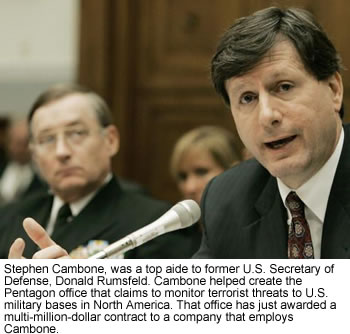 Stephen Cambone, was a top aide to former U.S. Secretary of
Defense, Donald Rumsfeld. Cambone helped create the
Pentagon office that claims to monitor terrorist threats to U.S.
military bases in North America. That office has just awarded a
multi-million-dollar contract to a company that employs
Cambone.